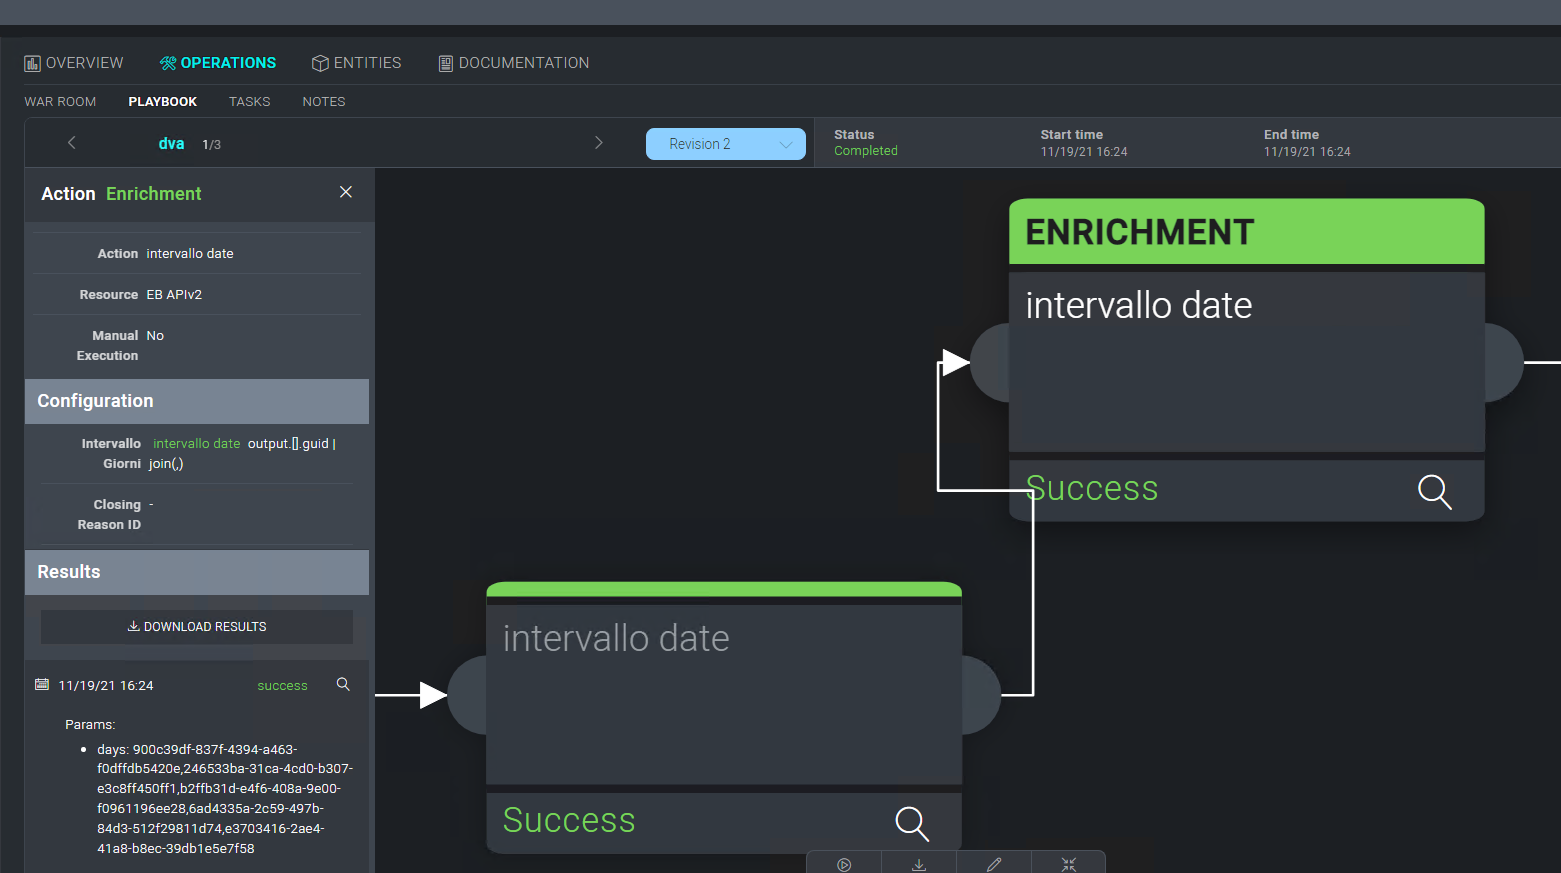 OVERVIEW OPERATIONS ENTITIES DOCUMENTATION
WAR ROOM PLAYBOOK TASKS NOTES
dva 1/3
Revision 2
Status
Completed
Start time
11/19/21 16:24
End time
11/19/21 16:24
Action Enrichment
Action intervallo date
Resource EB APIv2
Manual No
Execution
Configuration
Intervallo intervallo date output.[].guid |
Giorni join(,)
Closing -
Reason ID
Results
DOWNLOAD RESULTS
11/19/21 16:24 success
Params:
days: 900c39df-837f-4394-a463-
f0dffdb5420e,246533ba-31ca-4cd0-b307-
e3c8ff450ff1,b2ffb31d-e4f6-408a-9e00-
f0961196ee28,6ad4335a-2c59-497b-
84d3-512f29811d74,e3703416-2ae4-
41a8-b8ec-39db1e5e7f58
ENRICHMENT
intervallo date
Success
intervallo date
Success